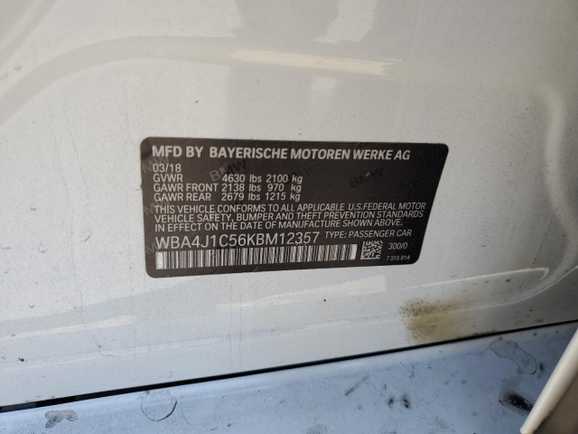 MFD BY BAYERISCHE MOTOREN WERKE AG
03/18
GVWR 4630 lbs 2100 kg
GAWR FRONT 2138 lbs 970 kg
GAWR REAR 2679 lbs 1215 kg
THIS VEHICLE CONFORMS TO ALL APPLICABLE U.S.FEDERAL MOTOR
VEHICLE SAFETY, BUMPER AND THEFT PREVENTION STANDARDS
IN EFFECT ON THE DATE OF MANUFACTURE SHOWN ABOVE.
WBA4J1C56KBM12357 TYPE: PASSENGER CAR
300/0